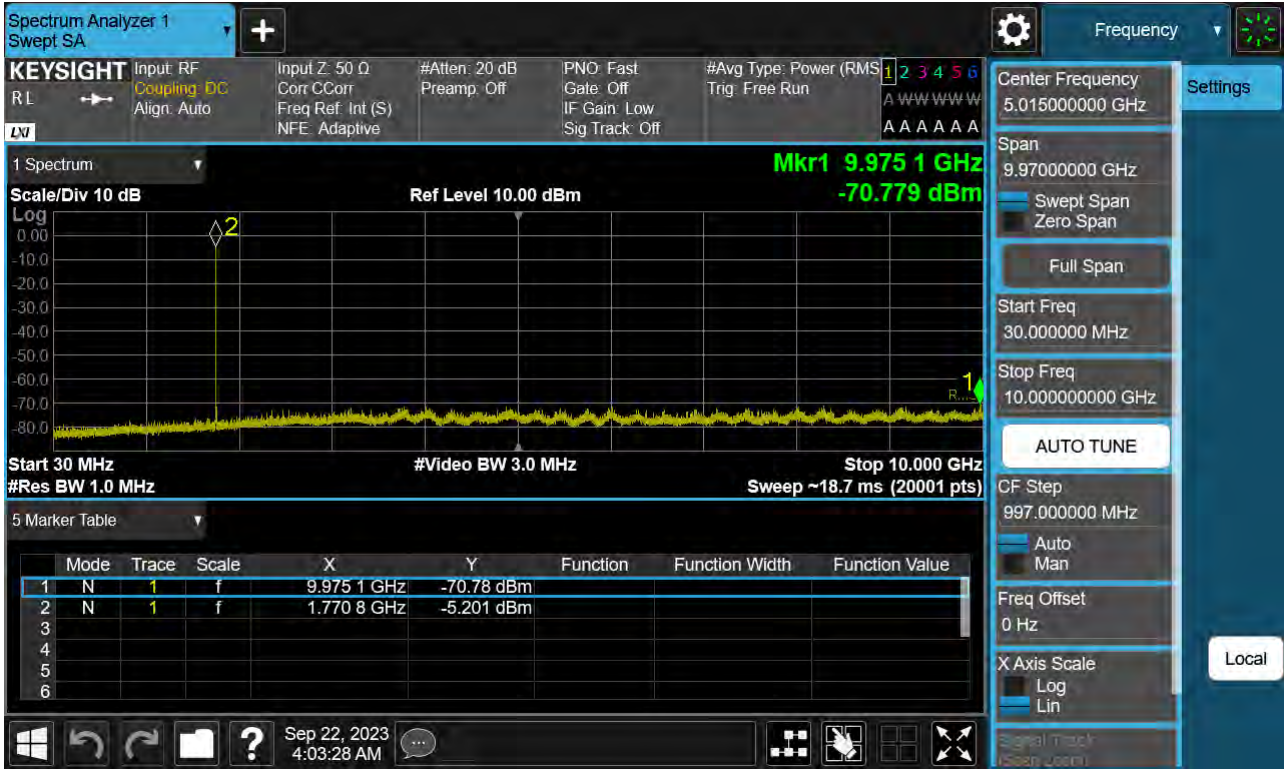 Spectrum Analyzer 1
Swept SA
+
Frequency
KEYSIGHT
R L
LXI
Input: RF
Coupling: DC
Align: Auto
Input Z: 50 Ω
Corr CCorr
Freq Ref: Int (S)
NFE: Adaptive
#Atten: 20 dB
Preamp: Off
PNO: Fast
Gate: Off
IF Gain: Low
Sig Track: Off
#Avg Type: Power (RMS
Trig: Free Run
1 2 3 4 5 6
A W W W W W
A A A A A A
1 Spectrum
Mkr1 9.975 1 GHz
-70.779 dBm
Scale/Div 10 dB
Ref Level 10.00 dBm
Log
0.00
-10.0
-20.0
-30.0
-40.0
-50.0
-60.0
-70.0
-80.0
2
1
Start 30 MHz
#Video BW 3.0 MHz
Stop 10.000 GHz
#Res BW 1.0 MHz
Sweep ~18.7 ms (20001 pts)
5 Marker Table
Mode Trace Scale X Y Function Function Width Function Value
1 N 1 f 9.975 1 GHz -70.78 dBm
2 N 1 f 1.770 8 GHz -5.201 dBm
3
4
5
6
Center Frequency
5.015000000 GHz
Span
9.97000000 GHz
Swept Span
Zero Span
Full Span
Start Freq
30.000000 MHz
Stop Freq
10.000000000 GHz
AUTO TUNE
CF Step
997.000000 MHz
Auto
Man
Freq Offset
0 Hz
X Axis Scale
Log
Lin
Signal Track
(Span Zoom)
Settings
Local
?
Sep 22, 2023
4:03:28 AM